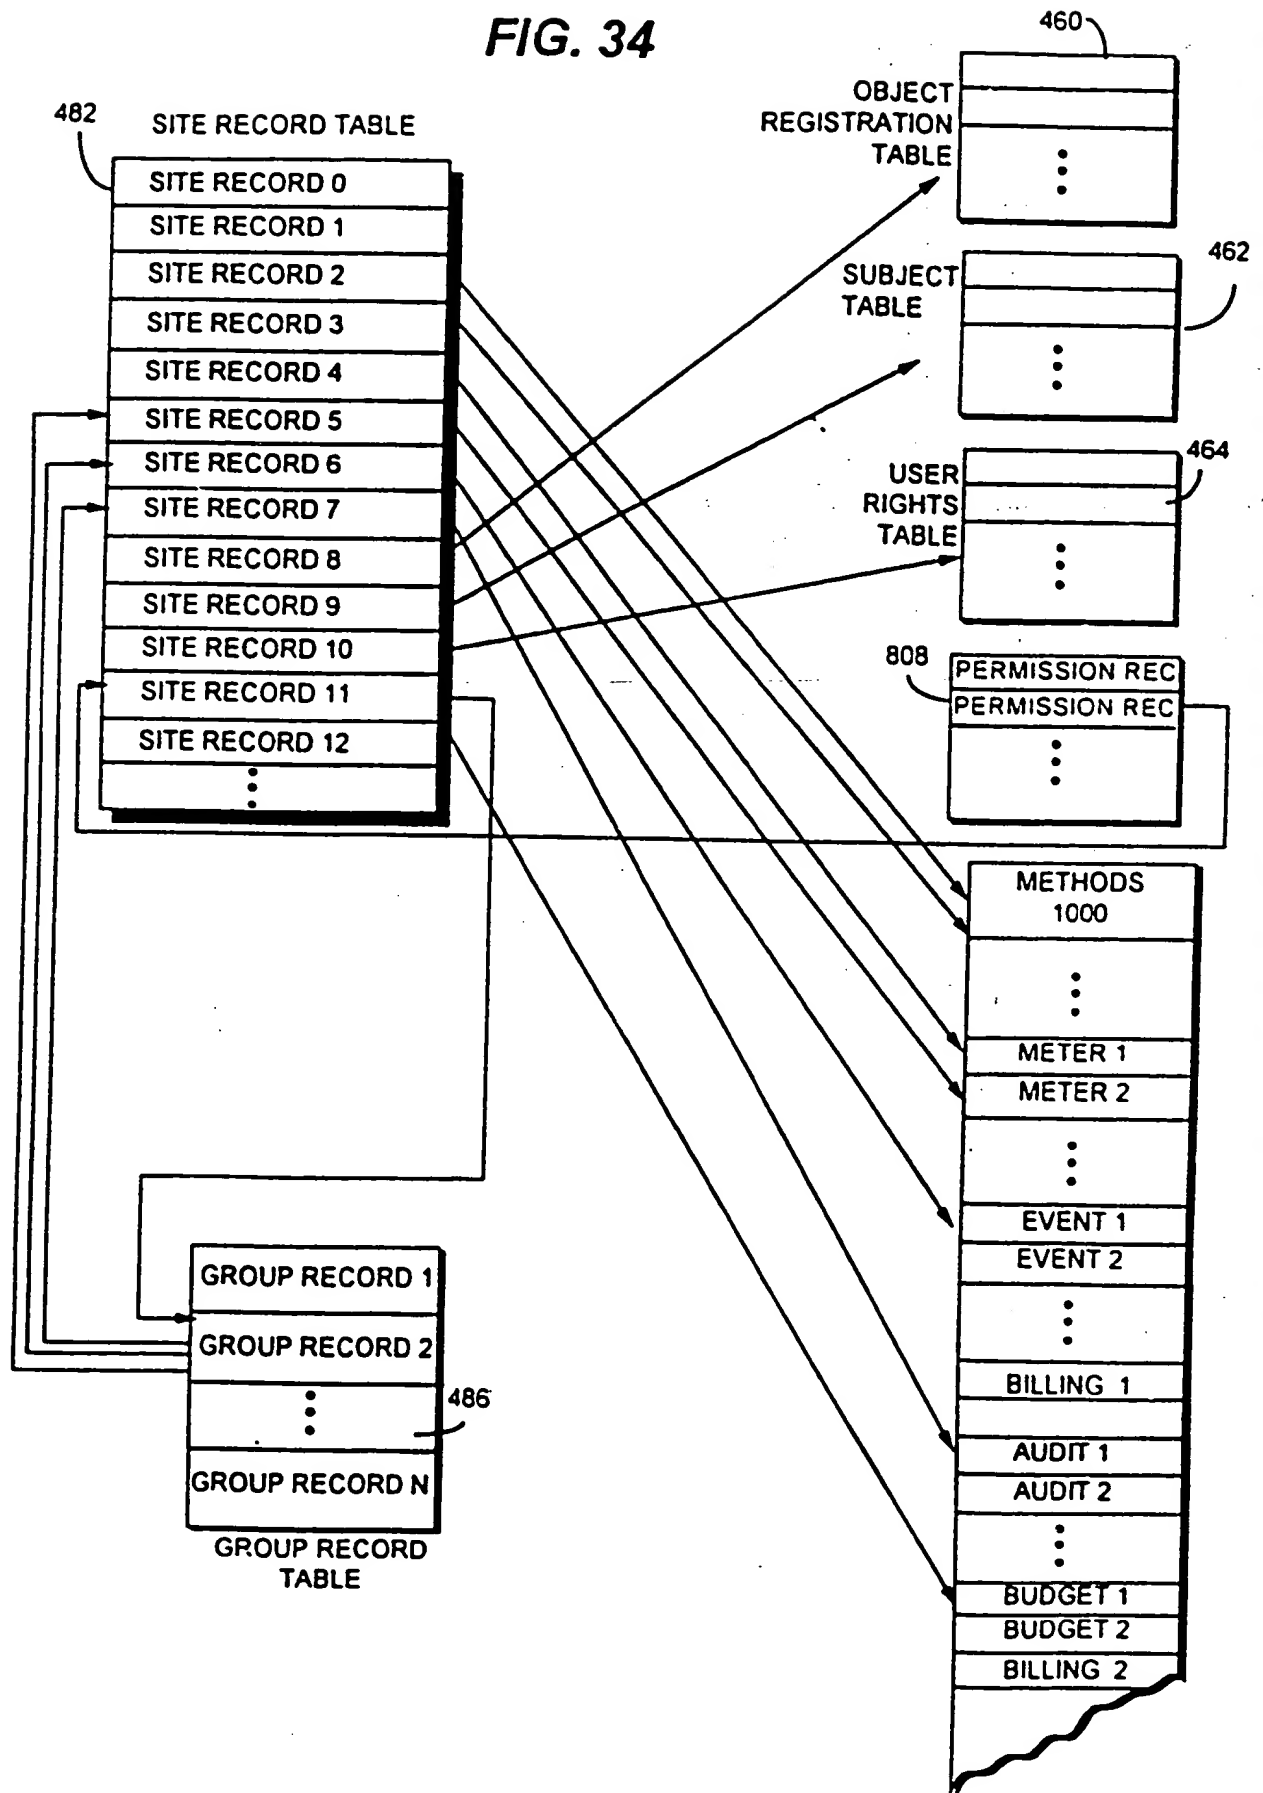 FIG. 34
460
OBJECT
REGISTRATION
TABLE
482
SITE RECORD TABLE
SITE RECORD 0
SITE RECORD 1
SITE RECORD 2
SITE RECORD 3
SITE RECORD 4
SITE RECORD 5
SITE RECORD 6
SITE RECORD 7
SITE RECORD 8
SITE RECORD 9
SITE RECORD 10
SITE RECORD 11
SITE RECORD 12
462
SUBJECT
TABLE
464
USER
RIGHTS
TABLE
808
PERMISSION REC
PERMISSION REC
METHODS
1000
METER 1
METER 2
EVENT 1
EVENT 2
BILLING 1
AUDIT 1
AUDIT 2
BUDGET 1
BUDGET 2
BILLING 2
GROUP RECORD 1
GROUP RECORD 2
486
GROUP RECORD N
GROUP RECORD
TABLE